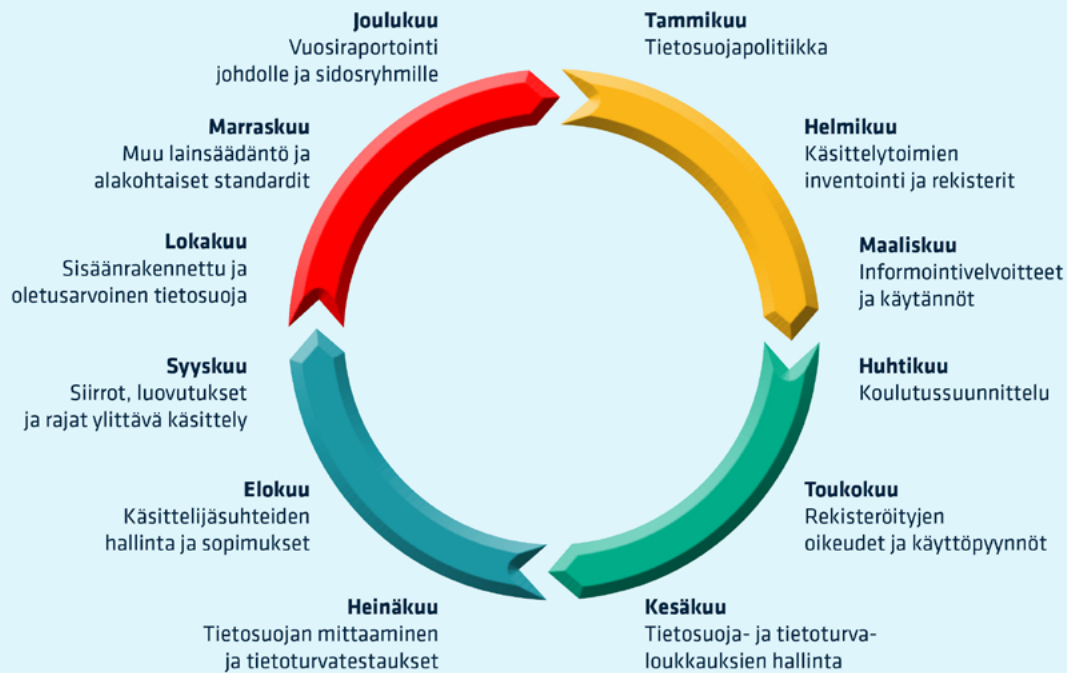 Tammikuu
Tietosuojapolitiikka
Helmikuu
Käsittelytoimien
inventointi ja rekisterit
Maaliskuu
Informointivelvoitteet
ja käytännöt
Huhtikuu
Koulutussuunnittelu
Toukokuu
Rekisteröityjen
oikeudet ja käyttöpyynnöt
Kesäkuu
Tietosuoja- ja tietoturva-
loukkauksien hallinta
Heinäkuu
Tietosuojan mittaaminen
ja tietoturvatestaukset
Elokuu
Käsittelijäsuhteiden
hallinta ja sopimukset
Syyskuu
Siirrot, luovutukset
ja rajat ylittävä käsittely
Lokakuu
Sisäänrakennettu ja
oletusarvoinen tietosuoja
Marraskuu
Muu lainsäädäntö ja
alakohtaiset standardit
Joulukuu
Vuosiraportointi
johdolle ja sidosryhmille